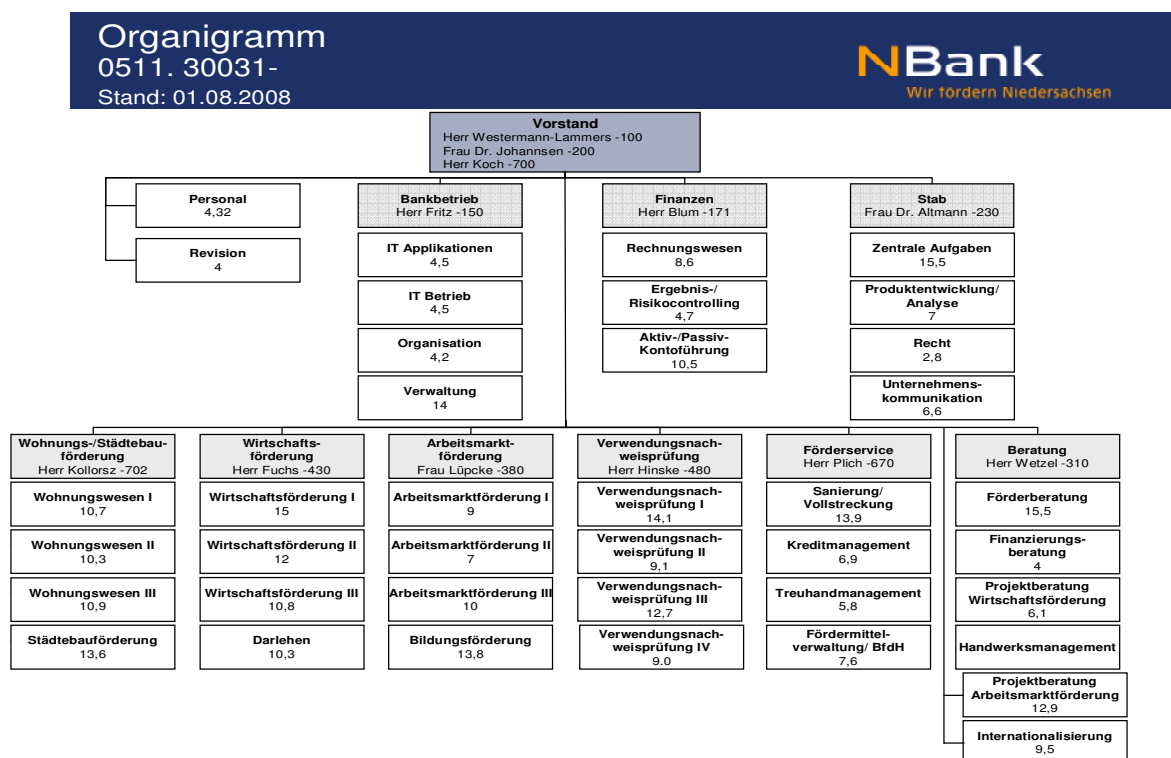 Organigramm
0511. 30031-
Stand: 01.08.2008
NBank
Wir fördern Niedersachsen
Vorstand
Herr Westermann-Lammers -100
Frau Dr. Johannsen -200
Herr Koch -700
Personal
4,32
Revision
4
Bankbetrieb
Herr Fritz -150
IT Applikationen
4,5
IT Betrieb
4,5
Organisation
4,2
Verwaltung
14
Finanzen
Herr Blum -171
Rechnungswesen
8,6
Ergebnis-/
Risikocontrolling
4,7
Aktiv-/Passiv-
Kontoführung
10,5
Stab
Frau Dr. Altmann -230
Zentrale Aufgaben
15,5
Produktentwicklung/
Analyse
7
Recht
2,8
Unternehmens-
kommunikation
6,6
Wohnungs-/Städtebau-
förderung
Herr Kollorsz -702
Wohnungswesen I
10,7
Wohnungswesen II
10,3
Wohnungswesen III
10,9
Städtebauförderung
13,6
Wirtschafts-
förderung
Herr Fuchs -430
Wirtschaftsförderung I
15
Wirtschaftsförderung II
12
Wirtschaftsförderung III
10,8
Darlehen
10,3
Arbeitsmarkt-
förderung
Frau Lüpcke -380
Arbeitsmarktförderung I
9
Arbeitsmarktförderung II
7
Arbeitsmarktförderung III
10
Bildungsförderung
13,8
Verwendungsnach-
weisprüfung
Herr Hinske -480
Verwendungsnach-
weisprüfung I
14,1
Verwendungsnach-
weisprüfung II
9,1
Verwendungsnach-
weisprüfung III
12,7
Verwendungsnach-
weisprüfung IV
9.0
Förderservice
Herr Plich -670
Sanierung/
Vollstreckung
13,9
Kreditmanagement
6,9
Treuhandmanagement
5,8
Fördermittel-
verwaltung/ BfdH
7,6
Beratung
Herr Wetzel -310
Förderberatung
15,5
Finanzierungs-
beratung
4
Projektberatung
Wirtschaftsförderung
6,1
Handwerksmanagement
Projektberatung
Arbeitsmarktförderung
12,9
Internationalisierung
9,5